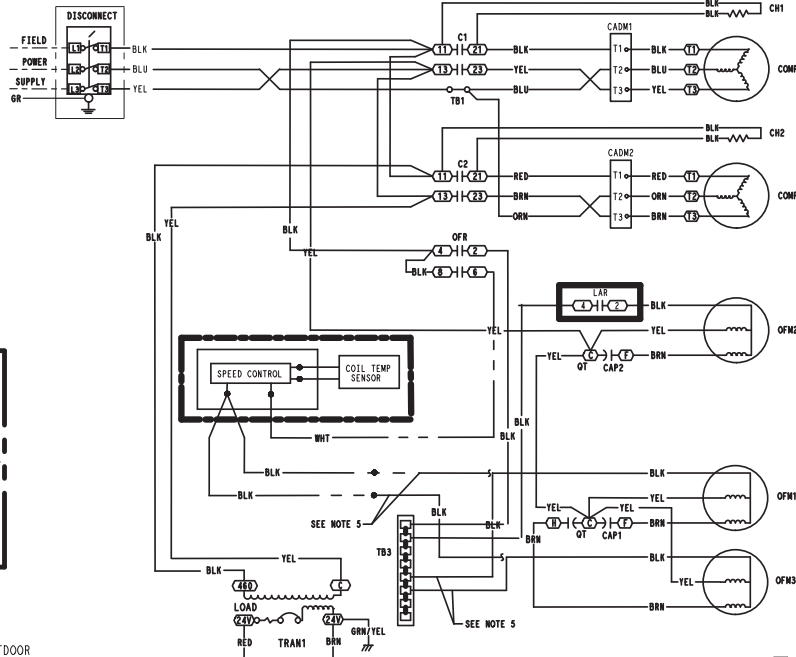 DISCONNECT
FIELD
POWER
SUPPLY
GR
L1 T1 BLK
L2 T2 BLU
L3 T3 YEL
BLK
BLK CH1
C1
11 21 BLK
13 23 YEL
BLU
TB1
CADM1
T1 BLK T1
T2 BLU T2
T3 YEL T3
COMP
BLK
BLK CH2
C2
11 21 RED
13 23 BRN
ORN
CADM2
T1 RED T1
T2 ORN T2
T3 BRN T3
COMP
YEL
BLK
BLK
YEL
OFR
4 2
BLK 8 6
LAR
4 2 BLK
YEL YEL
YEL C F BRN
QT CAP2
OFM2
SPEED CONTROL
COIL TEMP
SENSOR
WHT
BLK
BLK
BLK
BLK
SEE NOTE 5
BLK
BLK
BRN
TB3
BLK
YEL
YEL YEL
H C F BRN
QT CAP1
OFM1
BLK
YEL
BRN
OFM3
SEE NOTE 5
YEL
BLK
460 C
LOAD
24V 24V
TRAN1
RED BRN
GRN/YEL
TDOOR